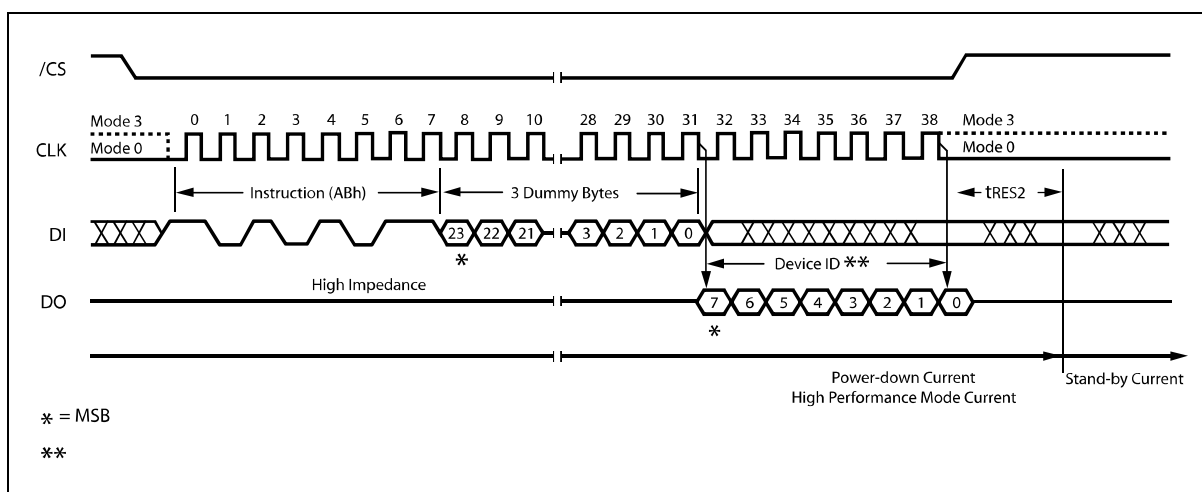 /CS
Mode 3
0 1 2 3 4 5 6 7 8 9 10 28 29 30 31 32 33 34 35 36 37 38
Mode 3
CLK
Mode 0
Mode 0
Instruction (ABh)
3 Dummy Bytes
tRES2
DI
23 22 21 3 2 1 0
*
Device ID **
High Impedance
DO
7 6 5 4 3 2 1 0
*
Power-down Current
High Performance Mode Current
Stand-by Current
* = MSB
**